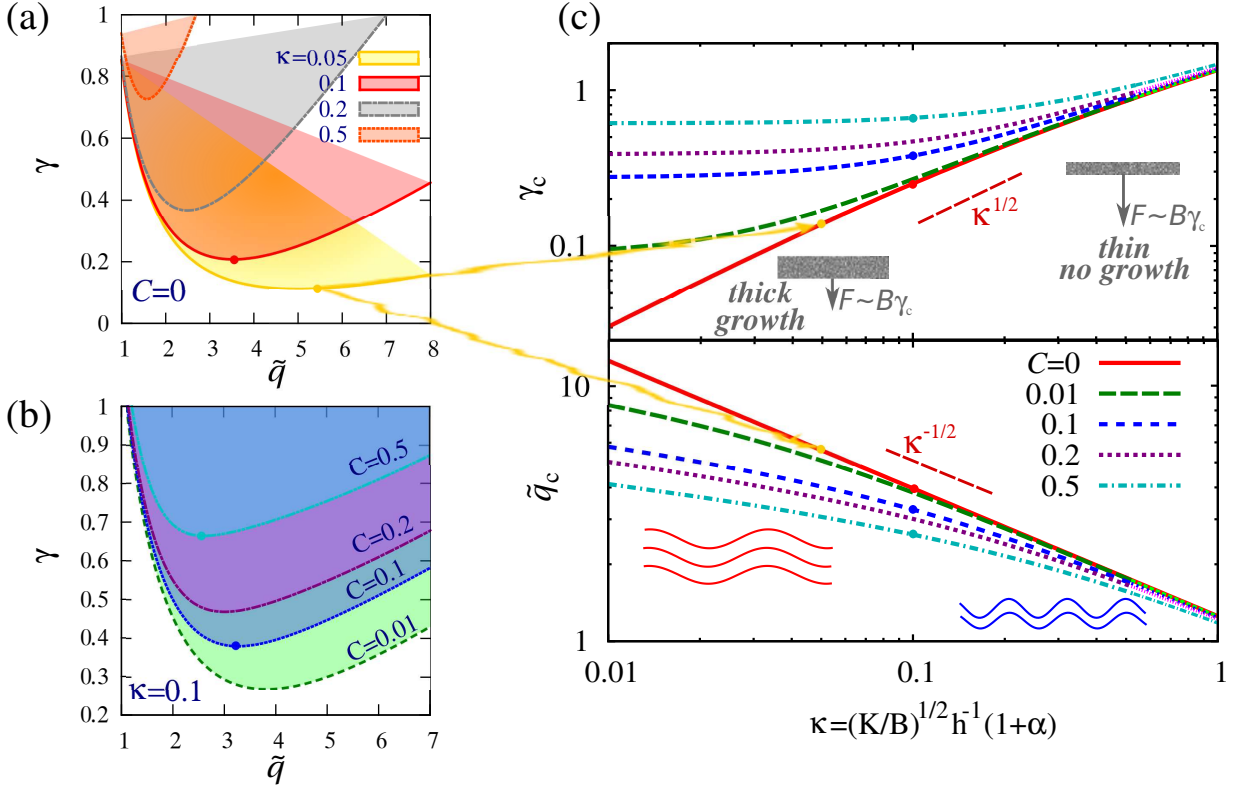 (a)
1
0.8
0.6
0.4
0.2
0
γ
κ=0.05
0.1
0.2
0.5
C=0
1 2 3 4 5 6 7 8
q̃
(b)
1
0.9
0.8
0.7
0.6
0.5
0.4
0.3
0.2
γ
C=0.5
C=0.2
C=0.1
C=0.01
κ=0.1
1 2 3 4 5 6 7
q̃
(c)
1
0.1
γc
κ^1/2
F~Bγc
thin
no growth
thick
growth
F~Bγc
10
1
q̃c
κ^-1/2
C=0
0.01
0.1
0.2
0.5
0.01 0.1 1
κ=(K/B)^1/2 h^-1(1+α)